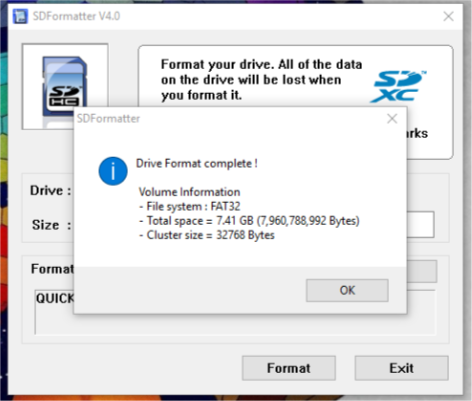 SDFormatter V4.0
Format your drive. All of the data
on the drive will be lost when
you format it.
SD
HC
SD
XC
SDFormatter
Drive Format complete !
Volume Information
- File system : FAT32
- Total space = 7.41 GB (7,960,788,992 Bytes)
- Cluster size = 32768 Bytes
OK
Drive :
Size :
Format
QUICK
Format
Exit